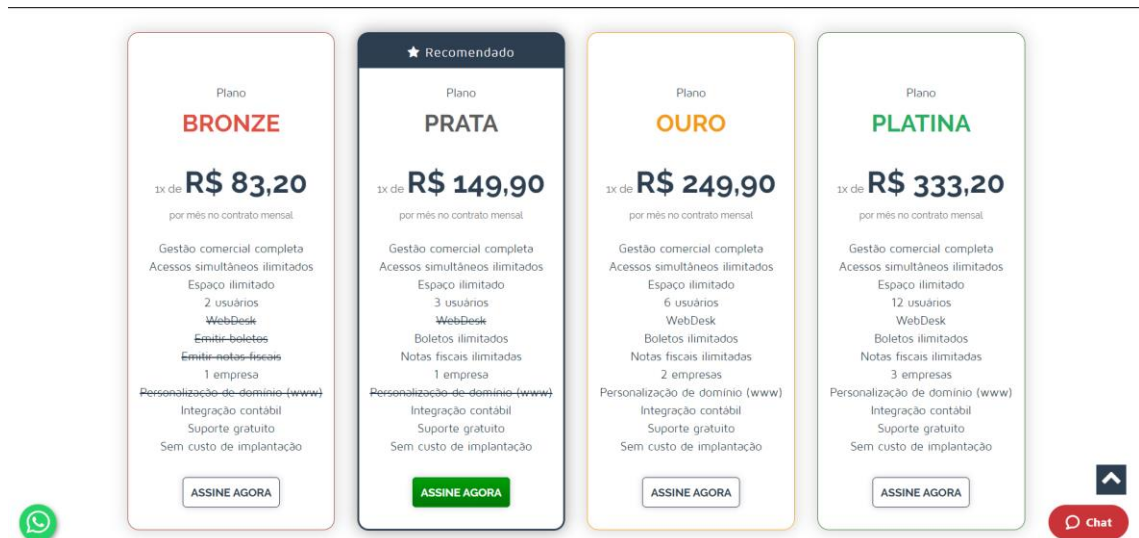 Recomendado
Plano
BRONZE
1x de R$ 83,20
por mês no contrato mensal
Gestão comercial completa
Acessos simultâneos ilimitados
Espaço ilimitado
2 usuários
WebDesk
Emitir boletos
Emitir notas fiscais
1 empresa
Personalização de domínio (www)
Integração contábil
Suporte gratuito
Sem custo de implantação
ASSINE AGORA
Plano
PRATA
1x de R$ 149,90
por mês no contrato mensal
Gestão comercial completa
Acessos simultâneos ilimitados
Espaço ilimitado
3 usuários
WebDesk
Boletos ilimitados
Notas fiscais ilimitadas
1 empresa
Personalização de domínio (www)
Integração contábil
Suporte gratuito
Sem custo de implantação
ASSINE AGORA
Plano
OURO
1x de R$ 249,90
por mês no contrato mensal
Gestão comercial completa
Acessos simultâneos ilimitados
Espaço ilimitado
6 usuários
WebDesk
Boletos ilimitados
Notas fiscais ilimitadas
2 empresas
Personalização de domínio (www)
Integração contábil
Suporte gratuito
Sem custo de implantação
ASSINE AGORA
Plano
PLATINA
1x de R$ 333,20
por mês no contrato mensal
Gestão comercial completa
Acessos simultâneos ilimitados
Espaço ilimitado
12 usuários
WebDesk
Boletos ilimitados
Notas fiscais ilimitadas
3 empresas
Personalização de domínio (www)
Integração contábil
Suporte gratuito
Sem custo de implantação
ASSINE AGORA
Chat